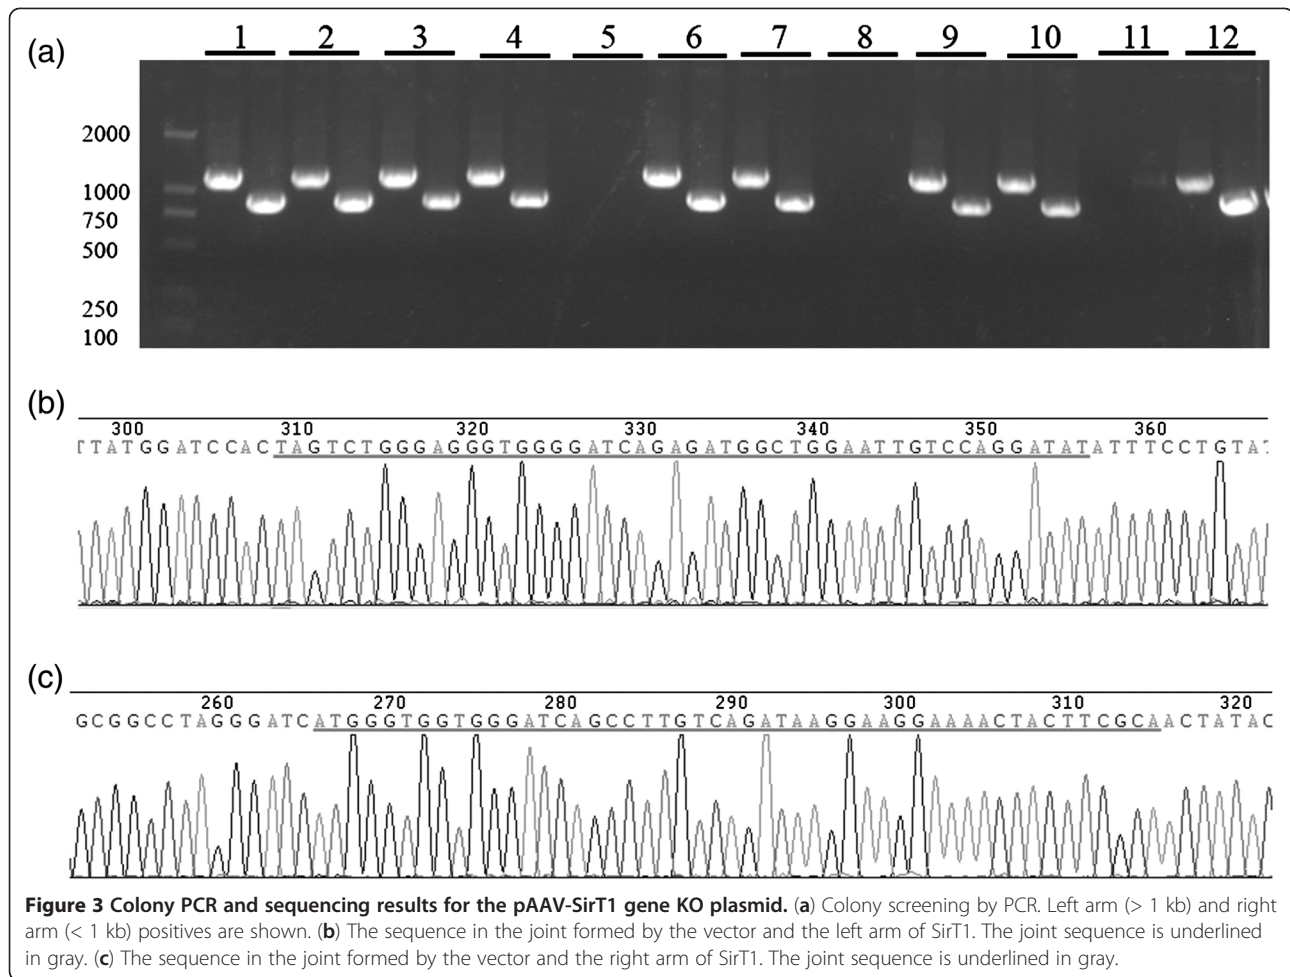 (a)
1 2 3 4 5 6 7 8 9 10 11 12
2000
1000
750
500
250
100
(b)
300 310 320 330 340 350 360
TTATGGATCCACTAGTCTGGGAGGGTGGGGATCAGAGATGGCTGGAATTGTCCAGGATATATTTCCTGTAT
(c)
260 270 280 290 300 310 320
GCGGCCTAGGGATCATGGGTGGTGGGATCAGCCTTGTCAGATAAGGAAGGAAAACTACTTCGCAACTATAC
Figure 3 Colony PCR and sequencing results for the pAAV-SirT1 gene KO plasmid. (a) Colony screening by PCR. Left arm (> 1 kb) and right
arm (< 1 kb) positives are shown. (b) The sequence in the joint formed by the vector and the left arm of SirT1. The joint sequence is underlined
in gray. (c) The sequence in the joint formed by the vector and the right arm of SirT1. The joint sequence is underlined in gray.